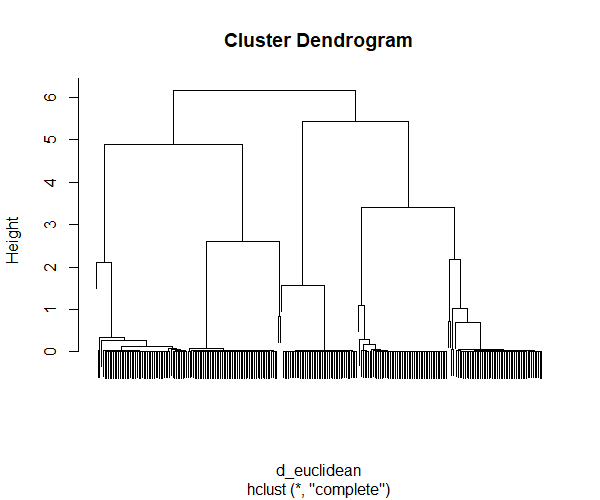 Cluster Dendrogram
Height
6
5
4
3
2
1
0
d_euclidean
hclust (*, "complete")